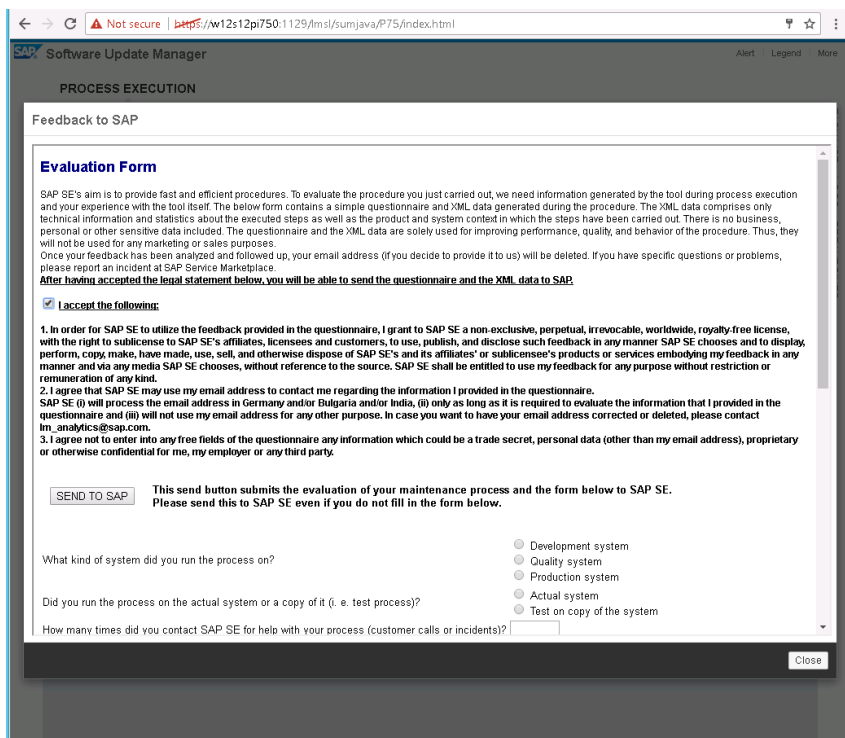 Not secure | https://w12s12pi750:1129/lmsl/sumjava/P75/index.html
SAP Software Update Manager
Alert Legend More
PROCESS EXECUTION
Feedback to SAP
Evaluation Form
SAP SE's aim is to provide fast and efficient procedures. To evaluate the procedure you just carried out, we need information generated by the tool during process execution
and your experience with the tool itself. The below form contains a simple questionnaire and XML data generated during the procedure. The XML data comprises only
technical information and statistics about the executed steps as well as the product and system context in which the steps have been carried out. There is no business,
personal or other sensitive data included. The questionnaire and the XML data are solely used for improving performance, quality, and behavior of the procedure. Thus, they
will not be used for any marketing or sales purposes.
Once your feedback has been analyzed and followed up, your email address (if you decide to provide it to us) will be deleted. If you have specific questions or problems,
please report an incident at SAP Service Marketplace.
After having accepted the legal statement below, you will be able to send the questionnaire and the XML data to SAP.
I accept the following:
1. In order for SAP SE to utilize the feedback provided in the questionnaire, I grant to SAP SE a non-exclusive, perpetual, irrevocable, worldwide, royalty-free license,
with the right to sublicense to SAP SE's affiliates, licensees and customers, to use, publish, and disclose such feedback in any manner SAP SE chooses and to display,
perform, copy, make, have made, use, sell, and otherwise dispose of SAP SE's and its affiliates' or sublicensee's products or services embodying my feedback in any
manner and via any media SAP SE chooses, without reference to the source. SAP SE shall be entitled to use my feedback for any purpose without restriction or
remuneration of any kind.
2. I agree that SAP SE may use my email address to contact me regarding the information I provided in the questionnaire.
SAP SE (i) will process the email address in Germany and/or Bulgaria and/or India, (ii) only as long as it is required to evaluate the information that I provided in the
questionnaire and (iii) will not use my email address for any other purpose. In case you want to have your email address corrected or deleted, please contact
lm_analytics@sap.com.
3. I agree not to enter into any free fields of the questionnaire any information which could be a trade secret, personal data (other than my email address), proprietary
or otherwise confidential for me, my employer or any third party.
SEND TO SAP This send button submits the evaluation of your maintenance process and the form below to SAP SE.
Please send this to SAP SE even if you do not fill in the form below.
What kind of system did you run the process on?
Development system
Quality system
Production system
Did you run the process on the actual system or a copy of it (i. e. test process)?
Actual system
Test on copy of the system
How many times did you contact SAP SE for help with your process (customer calls or incidents)?
Close